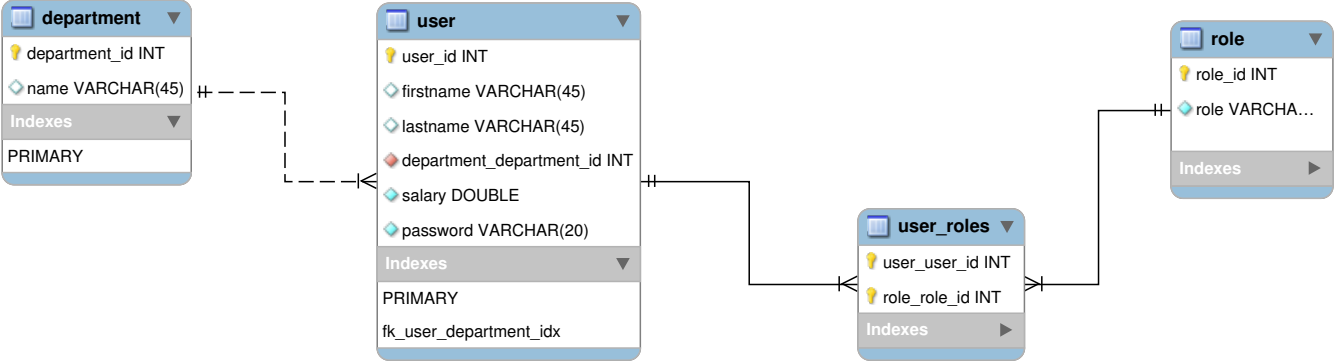 department
department_id INT
name VARCHAR(45)
Indexes
PRIMARY
user
user_id INT
firstname VARCHAR(45)
lastname VARCHAR(45)
department_department_id INT
salary DOUBLE
password VARCHAR(20)
Indexes
PRIMARY
fk_user_department_idx
user_roles
user_user_id INT
role_role_id INT
Indexes
role
role_id INT
role VARCHA…
Indexes